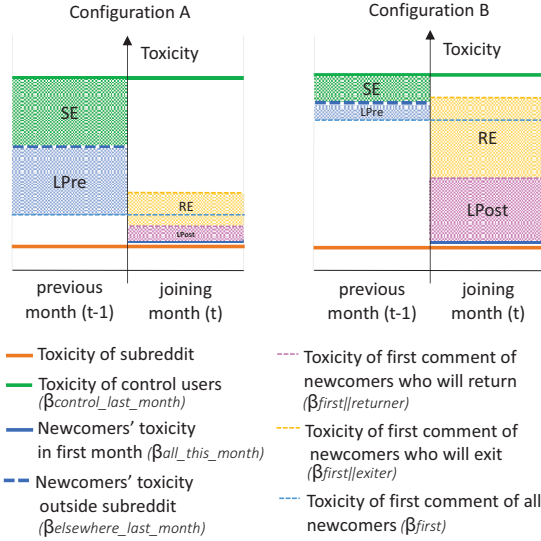 Configuration A
Configuration B
Toxicity
Toxicity
SE
LPre
RE
LPost
SE
LPre
RE
LPost
previous
month (t-1)
joining
month (t)
previous
month (t-1)
joining
month (t)
Toxicity of subreddit
Toxicity of control users
(βcontrol_last_month)
Newcomers' toxicity
in first month (βall_this_month)
Newcomers' toxicity
outside subreddit
(βelsewhere_last_month)
Toxicity of first comment of
newcomers who will return
(βfirst||returner)
Toxicity of first comment of
newcomers who will exit
(βfirst||exiter)
Toxicity of first comment of all
newcomers (βfirst)